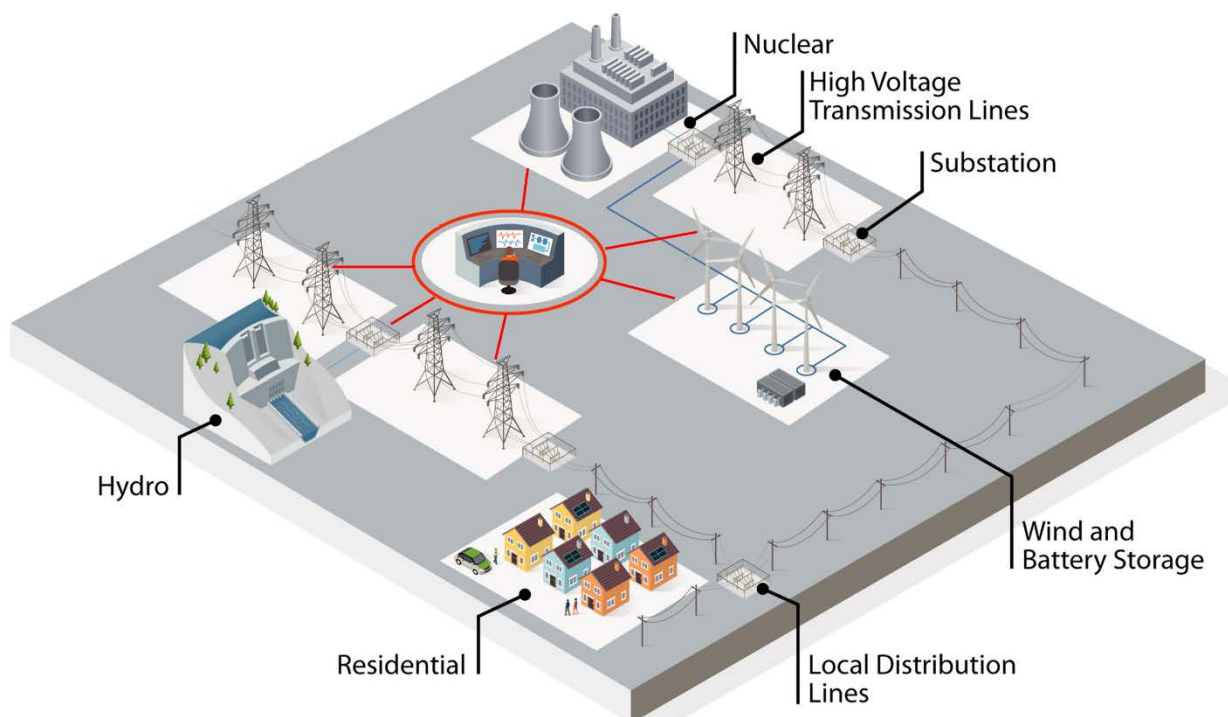 Nuclear
High Voltage
Transmission Lines
Substation
Hydro
Wind and
Battery Storage
Residential
Local Distribution
Lines